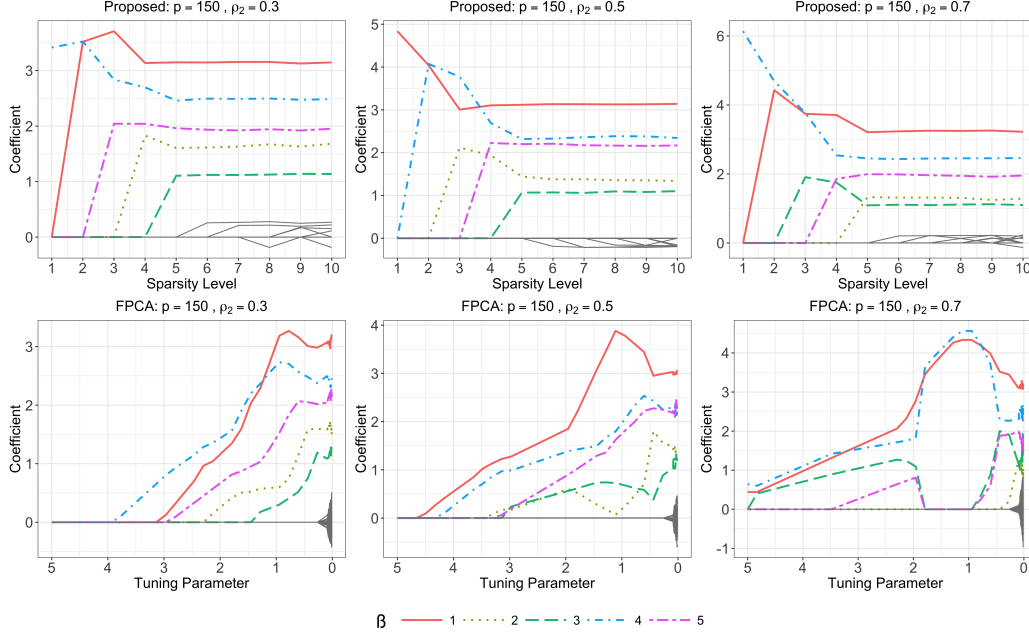 Proposed: p = 150 , ρ2 = 0.3
Proposed: p = 150 , ρ2 = 0.5
Proposed: p = 150 , ρ2 = 0.7
Coefficient
3
2
1
0
1 2 3 4 5 6 7 8 9 10
Sparsity Level
Coefficient
5
4
3
2
1
0
1 2 3 4 5 6 7 8 9 10
Sparsity Level
Coefficient
6
4
2
0
1 2 3 4 5 6 7 8 9 10
Sparsity Level
FPCA: p = 150 , ρ2 = 0.3
FPCA: p = 150 , ρ2 = 0.5
FPCA: p = 150 , ρ2 = 0.7
Coefficient
3
2
1
0
5 4 3 2 1 0
Tuning Parameter
Coefficient
4
3
2
1
0
5 4 3 2 1 0
Tuning Parameter
Coefficient
4
3
2
1
0
-1
5 4 3 2 1 0
Tuning Parameter
β 1 2 3 4 5